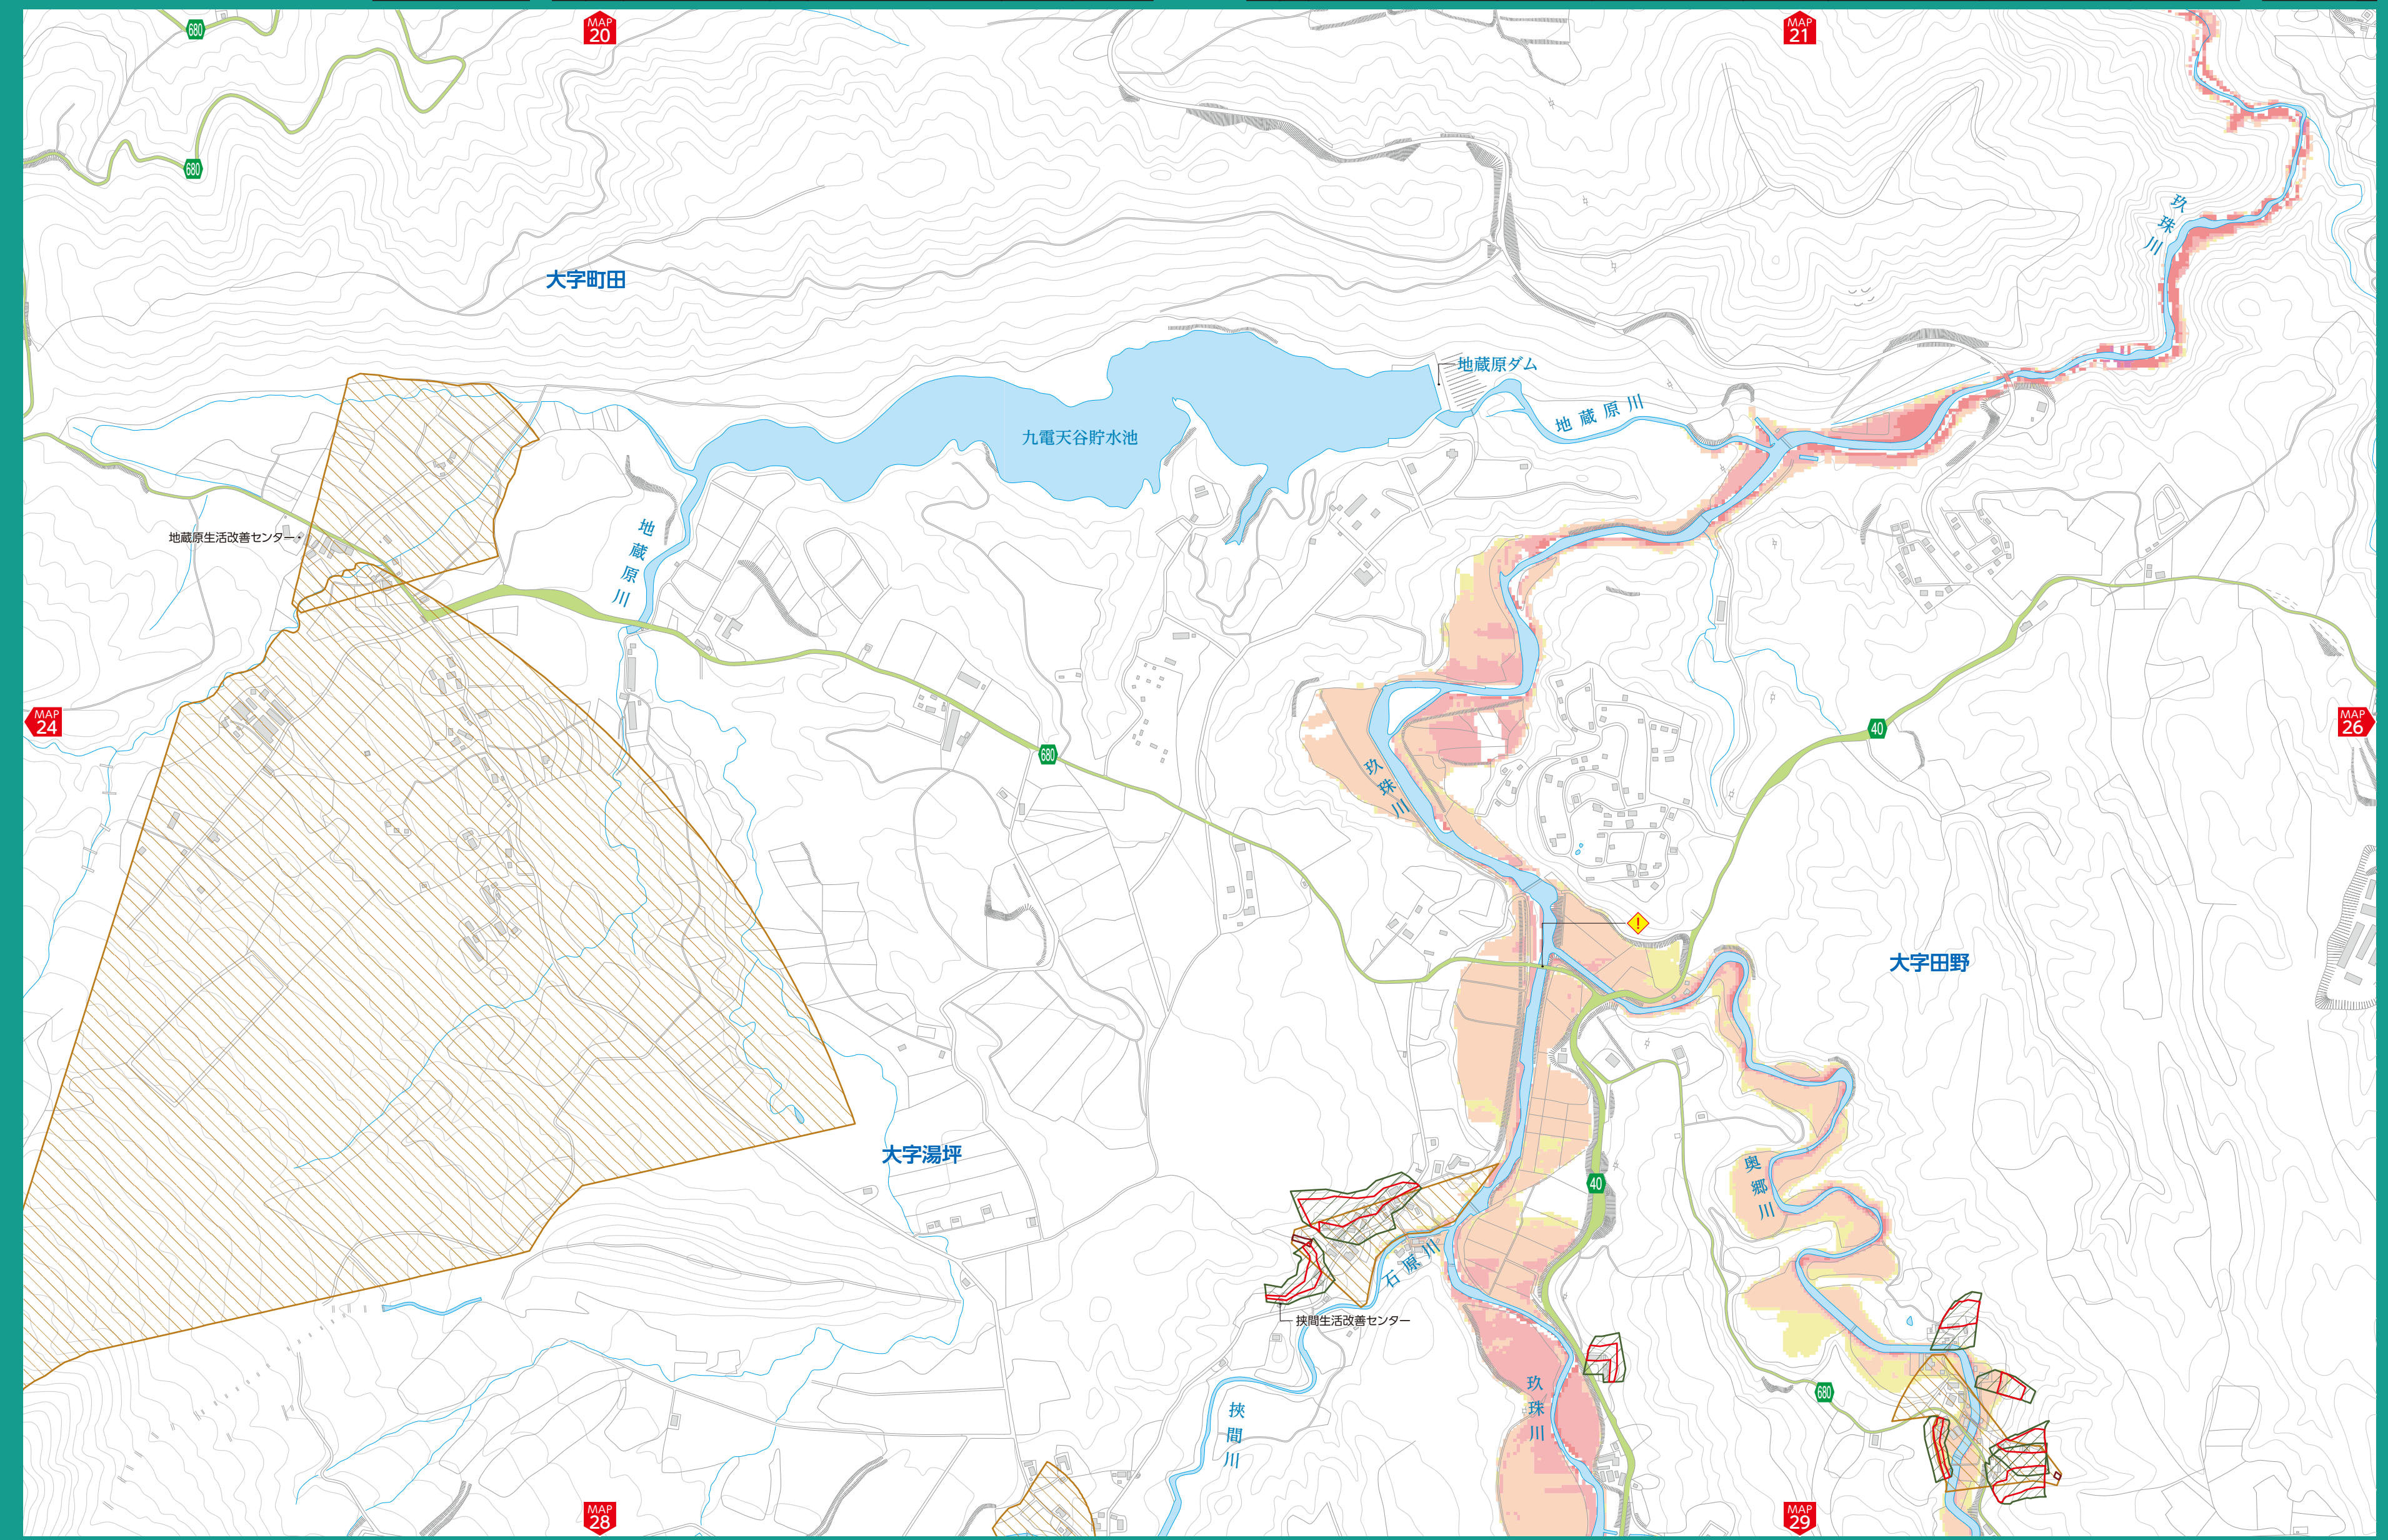 680
MAP
20
MAP
21
680
玖珠川
大字町田
地蔵原ダム
地蔵原川
九電天谷貯水池
地蔵原生活改善センター
地蔵原川
MAP
24
MAP
26
680
40
玖珠川
!
大字田野
大字湯坪
奥郷川
40
石原川
挾間生活改善センター
玖珠川
680
挾間川
MAP
28
MAP
29